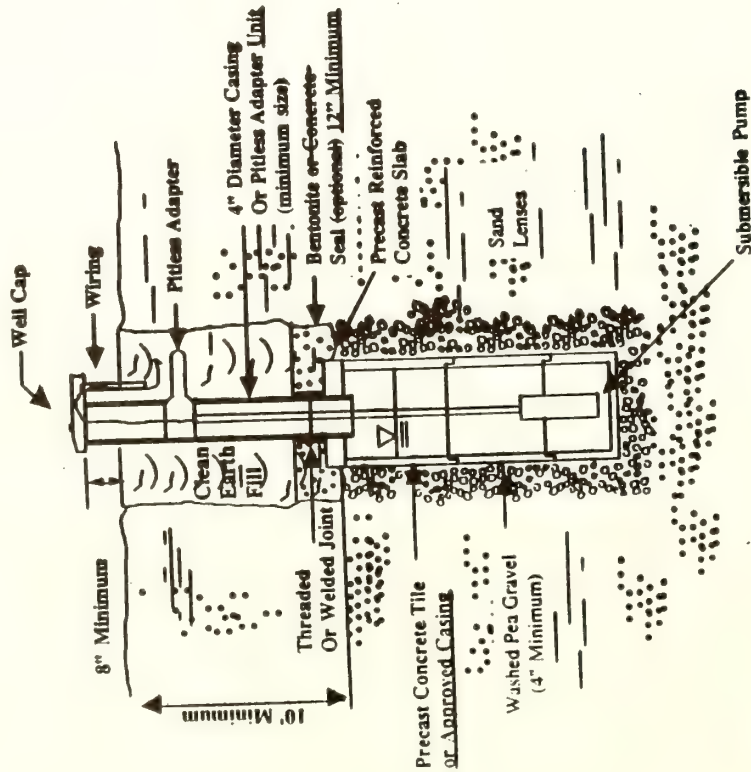 Well Cap
Wiring
Pitless Adapter
4" Diameter Casing
Or Pitless Adapter Unit
(minimum size)
Bentonite or Concrete
Seal (optional) 12" Minimum
Precast Reinforced
Concrete Slab
Sand
Lenses
Submersible Pump
8" Minimum
Clean
Earth
Fill
10' Minimum
Threaded
Or Welded Joint
Precast Concrete Tile
or Approved Casing
Washed Pea Gravel
(4" Minimum)